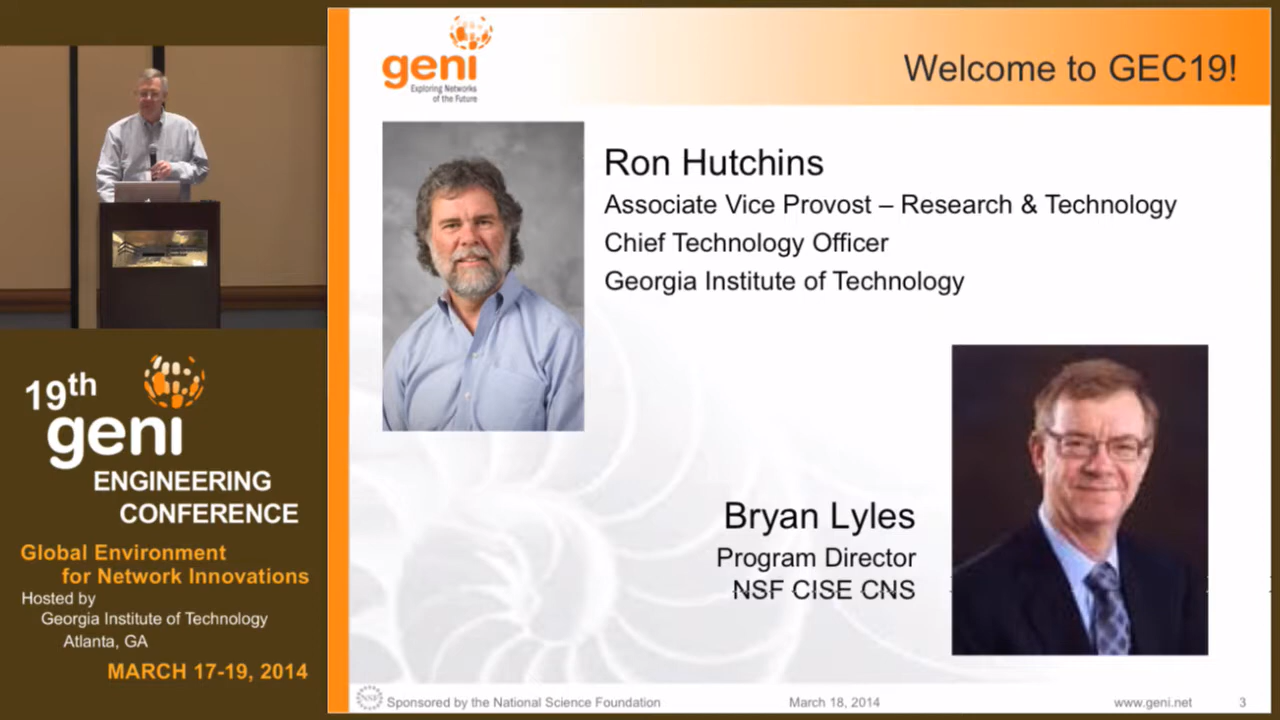 geni
Exploring Networks
of the Future
Welcome to GEC19!
Ron Hutchins
Associate Vice Provost – Research & Technology
Chief Technology Officer
Georgia Institute of Technology
Bryan Lyles
Program Director
NSF CISE CNS
NSF
Sponsored by the National Science Foundation
March 18, 2014
www.geni.net
3
19th
geni
ENGINEERING
CONFERENCE
Global Environment
for Network Innovations
Hosted by
Georgia Institute of Technology
Atlanta, GA
MARCH 17-19, 2014